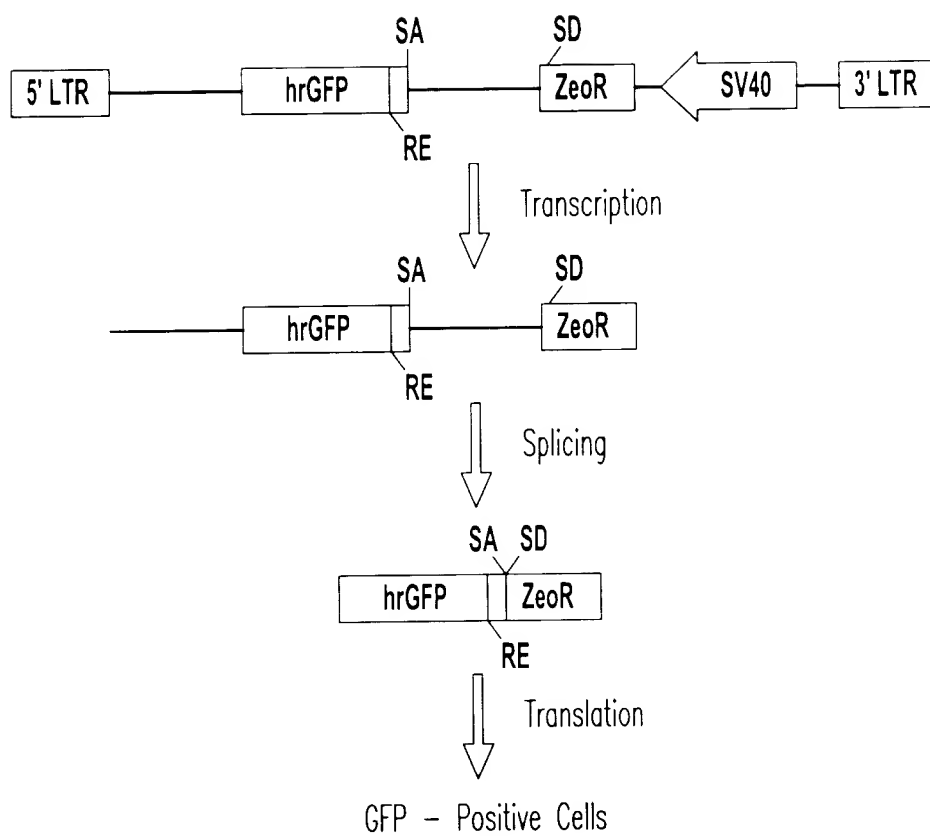 SA SD
5' LTR hrGFP ZeoR SV40 3' LTR
RE
Transcription
SA SD
hrGFP ZeoR
RE
Splicing
SA SD
hrGFP ZeoR
RE
Translation
GFP – Positive Cells